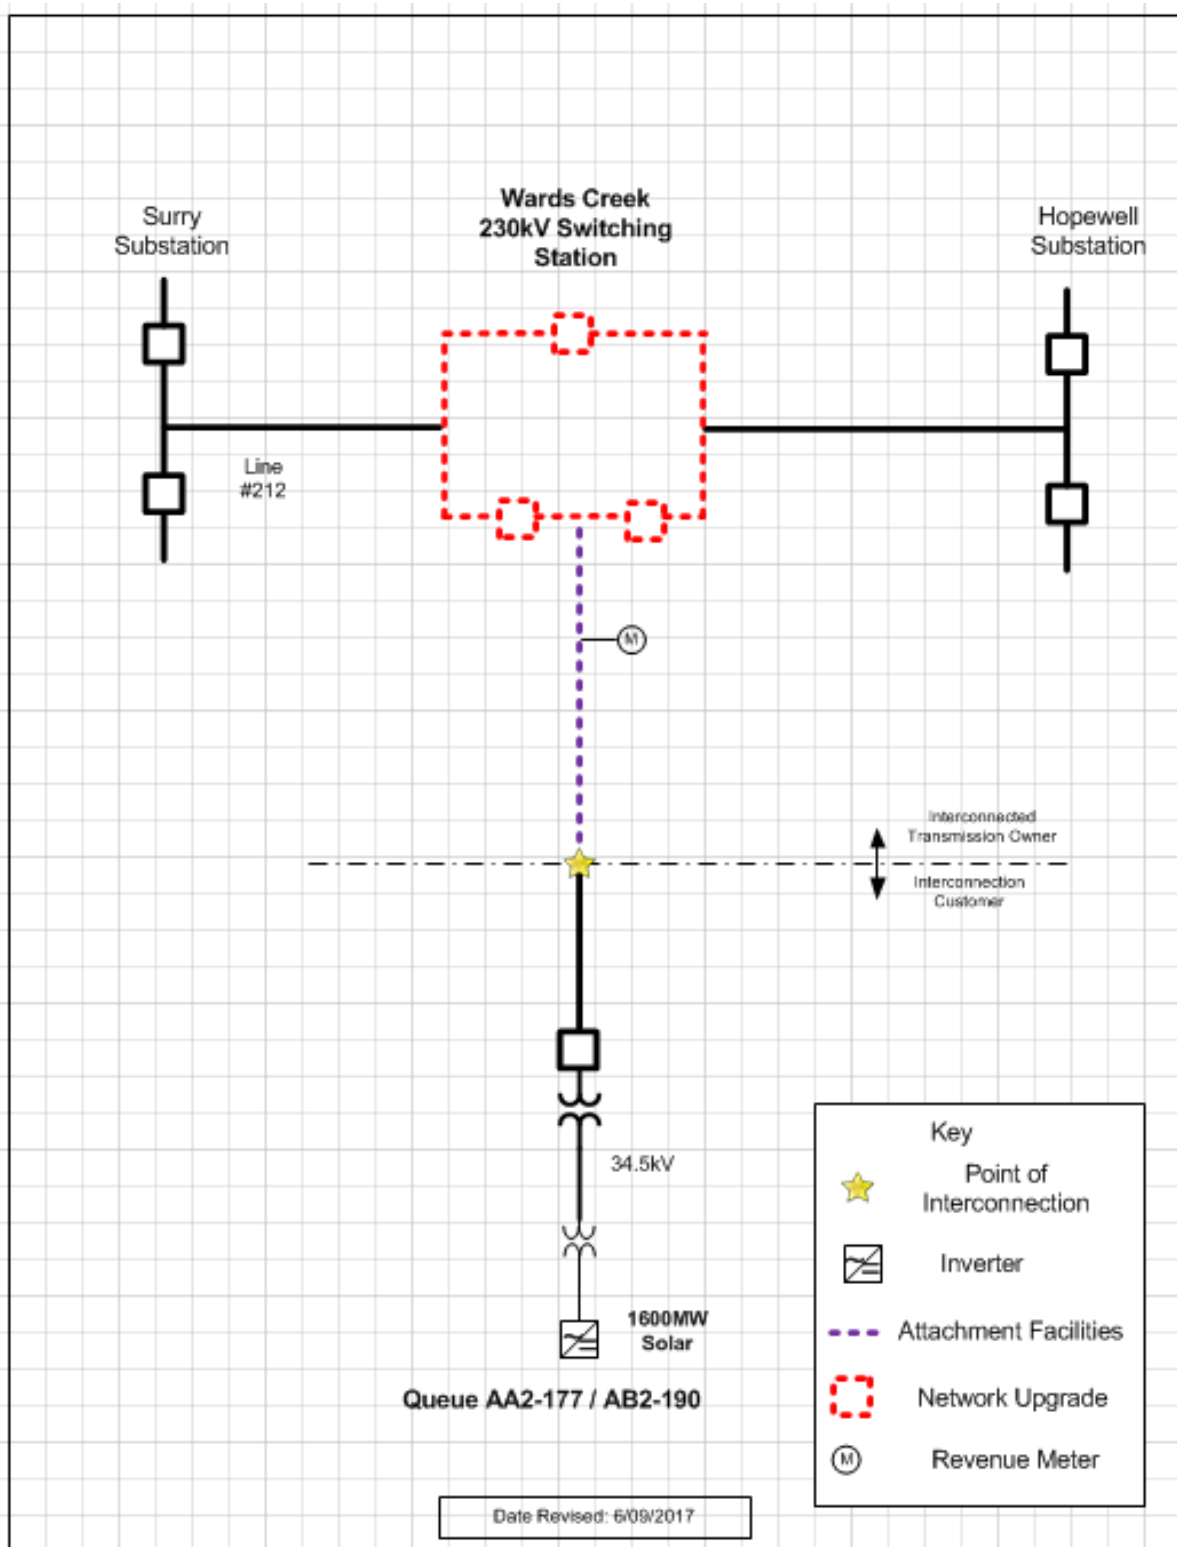 Surry
Substation
Wards Creek
230kV Switching
Station
Hopewell
Substation
Line
#212
M
Interconnected
Transmission Owner
Interconnection
Customer
34.5kV
1600MW
Solar
Queue AA2-177 / AB2-190
Key
Point of
Interconnection
Inverter
Attachment Facilities
Network Upgrade
M
Revenue Meter
Date Revised: 6/09/2017